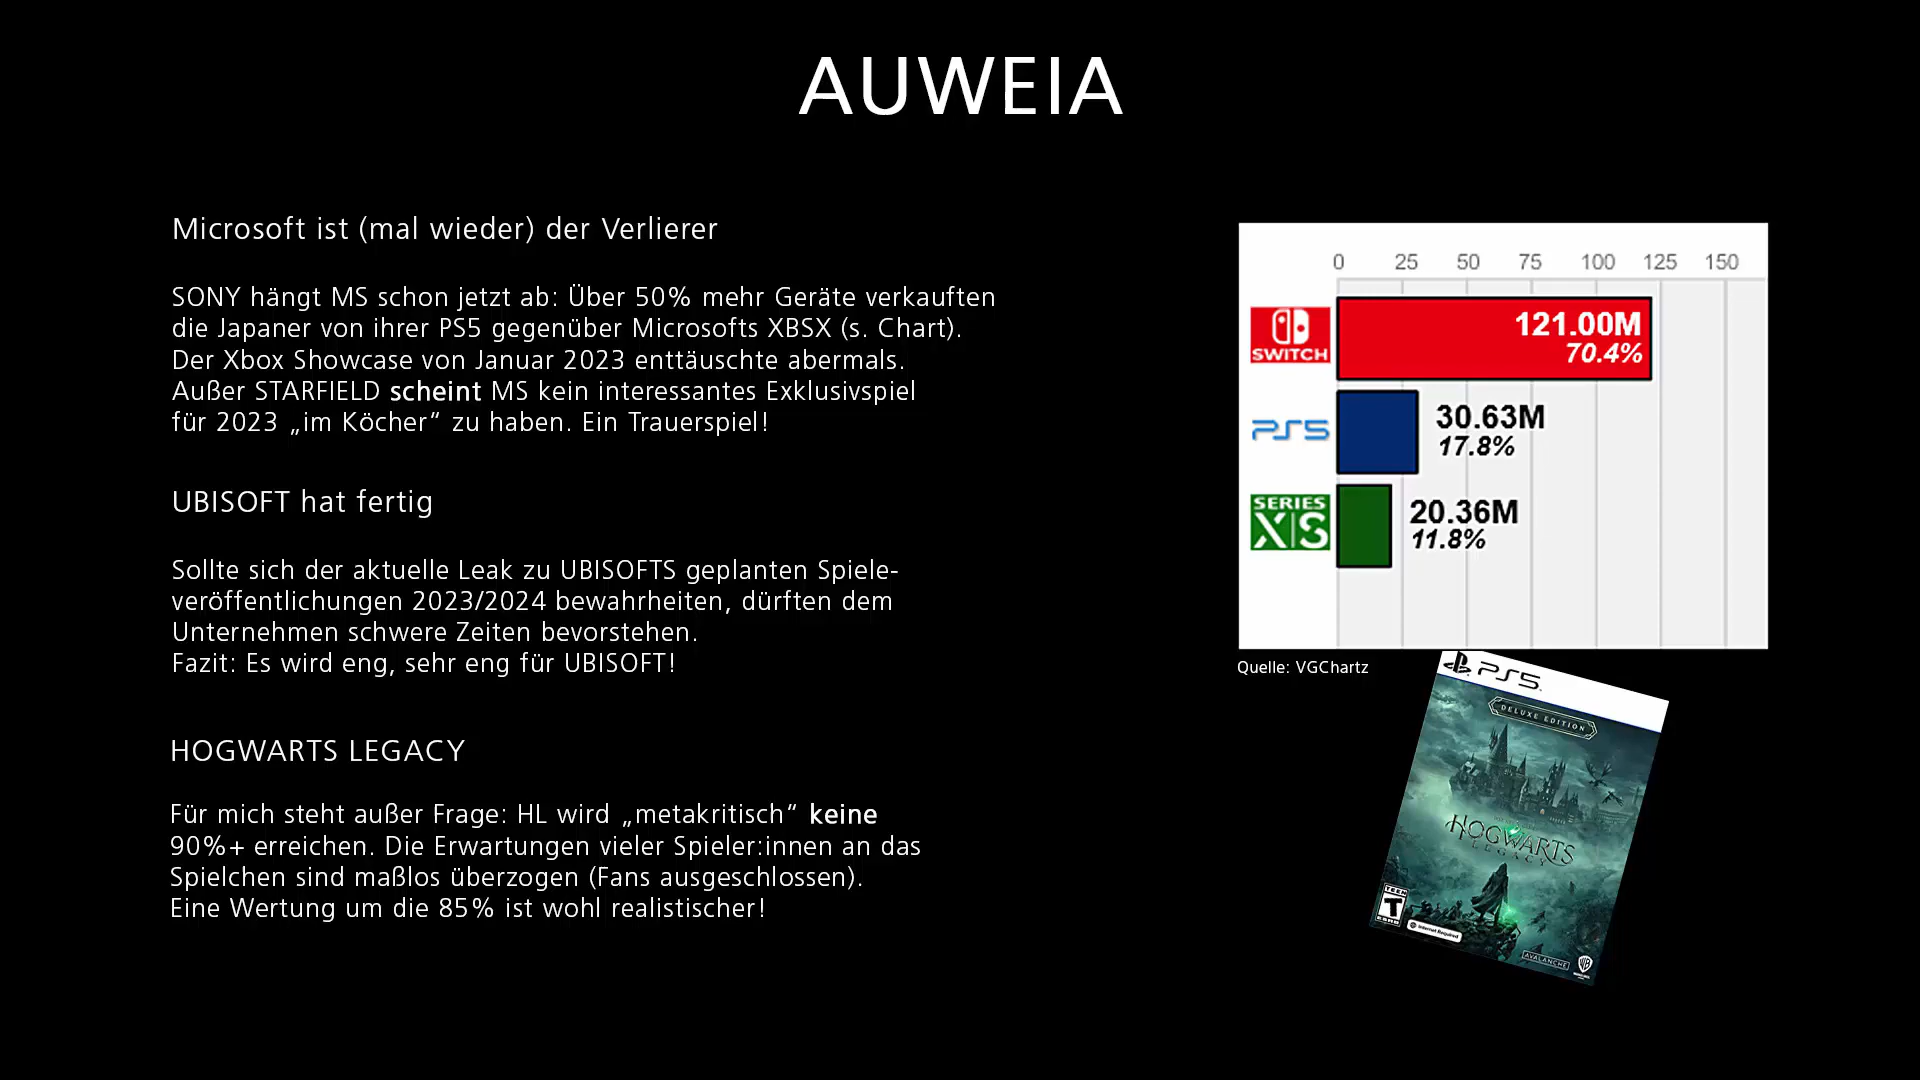 AUWEIA
Microsoft ist (mal wieder) der Verlierer
SONY hängt MS schon jetzt ab: Über 50% mehr Geräte verkauften
die Japaner von ihrer PS5 gegenüber Microsofts XBSX (s. Chart).
Der Xbox Showcase von Januar 2023 enttäuschte abermals.
Außer STARFIELD scheint MS kein interessantes Exklusivspiel
für 2023 „im Köcher“ zu haben. Ein Trauerspiel!
UBISOFT hat fertig
Sollte sich der aktuelle Leak zu UBISOFTS geplanten Spiele-
veröffentlichungen 2023/2024 bewahrheiten, dürften dem
Unternehmen schwere Zeiten bevorstehen.
Fazit: Es wird eng, sehr eng für UBISOFT!
HOGWARTS LEGACY
Für mich steht außer Frage: HL wird „metakritisch“ keine
90%+ erreichen. Die Erwartungen vieler Spieler:innen an das
Spielchen sind maßlos überzogen (Fans ausgeschlossen).
Eine Wertung um die 85% ist wohl realistischer!
0 25 50 75 100 125 150
SWITCH
121.00M
70.4%
PS5
30.63M
17.8%
SERIES
X|S
20.36M
11.8%
Quelle: VGChartz
PS5
DELUXE EDITION
HOGWARTS
LEGACY
TEEN
T
ESRB
Internet Required
AVALANCHE
WB